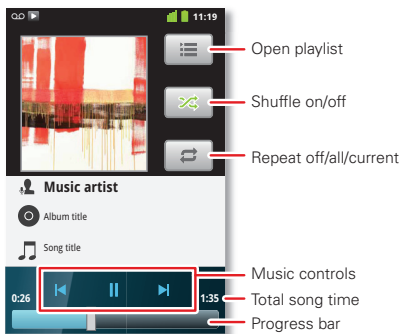 11:19
Open playlist
Shuffle on/off
Repeat off/all/current
Music artist
Album title
Song title
Music controls
0:26
1:35
Total song time
Progress bar